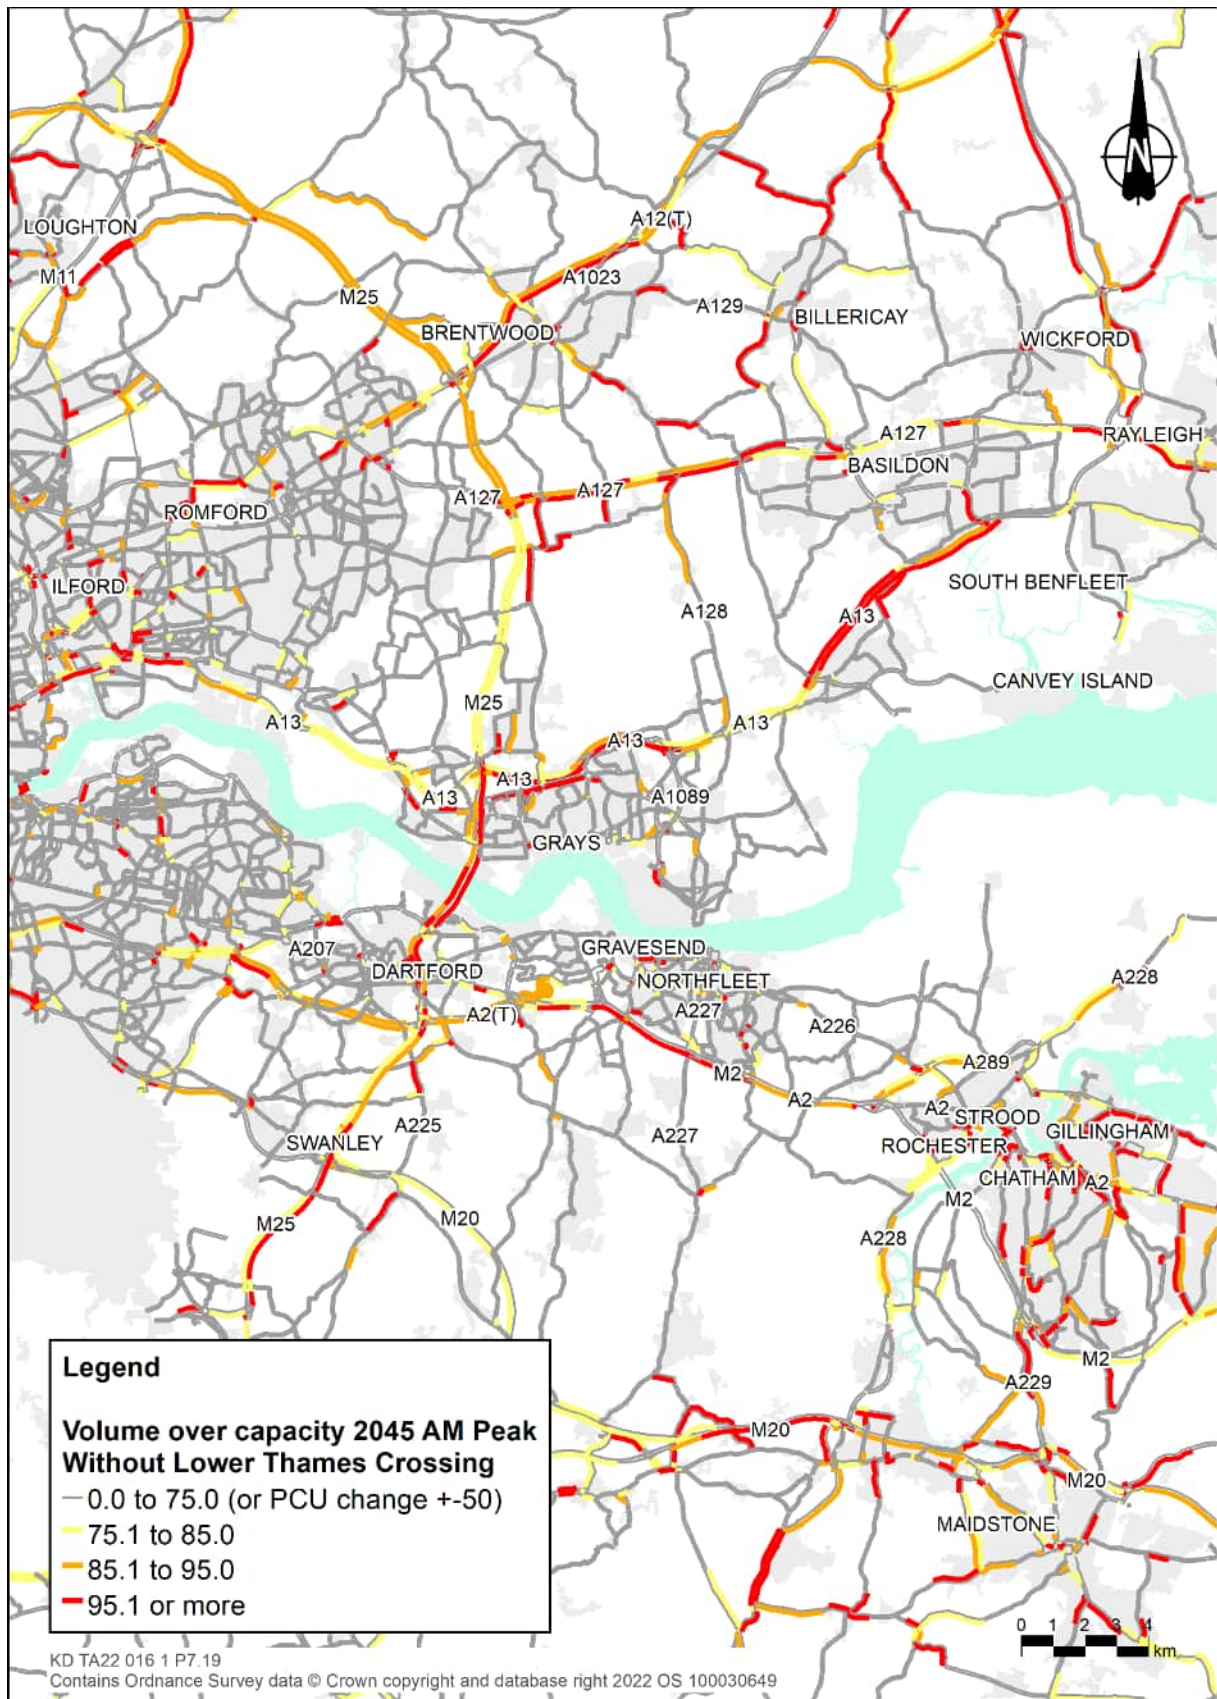 N
LOUGHTON
A12(T)
M11
A1023
M25
A129
BILLERICAY
BRENTWOOD
WICKFORD
A127
RAYLEIGH
BASILDON
A127
A127
ROMFORD
ILFORD
SOUTH BENFLEET
A128
A13
CANVEY ISLAND
M25
A13
A13
A13
A13
A13
A1089
GRAYS
A207
GRAVESEND
DARTFORD
NORTHFLEET
A228
A2(T)
A227
A226
A289
M2
A2
A2
STROOD
A225
A227
SWANLEY
ROCHESTER
GILLINGHAM
CHATHAM
A2
M2
M25
M20
A228
M2
A229
M20
M20
MAIDSTONE
Legend
Volume over capacity 2045 AM Peak
Without Lower Thames Crossing
0.0 to 75.0 (or PCU change +-50)
75.1 to 85.0
85.1 to 95.0
95.1 or more
0 1 2 3 4
km
KD TA22 016 1 P7.19
Contains Ordnance Survey data © Crown copyright and database right 2022 OS 100030649